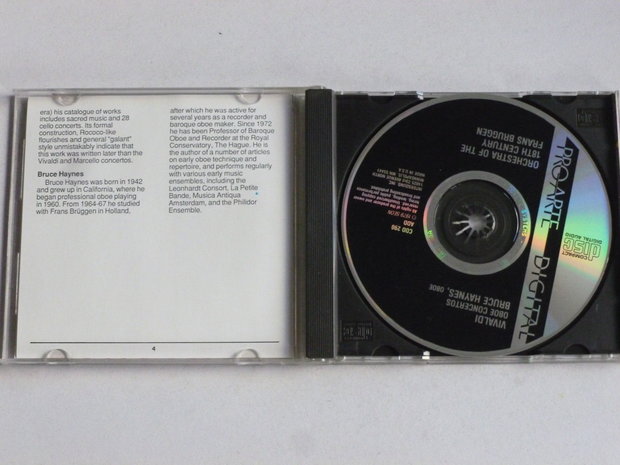 era) his catalogue of works
include sacred music and 28
cello concerts. Its formal
construction, Rococo-like
flourishes and general "galant"
style unmistakably indicate that
this work was written later than the
Vivaldi and Marcello concertos.
Bruce Haynes
Bruce Haynes was born in 1942
and grew up in California, where he
began professional oboe playing
in 1960. From 1964-67 he studied
with Frans Brüggen in Holland,
after which he was active for
several years as a recorder and
baroque oboe maker. Since 1972
he has been Professor of Baroque
Oboe and Recorder at the Royal
Conservatory, The Hague. He is
the author of a number of articles
on early oboe technique and
repertoire, and performs regularly
with various early music
ensembles, including the
Leonhardt Consort, La Petite
Bande, Musica Antiqua
Amsterdam, and the Philidor
Ensemble.
4
PROARTE DIGITAL
VIVALDI
OBOE CONCERTOS
BRUCE HAYNES, OBOE
CDD 290
ADD
ORCHESTRA OF THE
18TH CENTURY
FRANS BRÜGGEN
COMPACT
disc
DIGITAL AUDIO